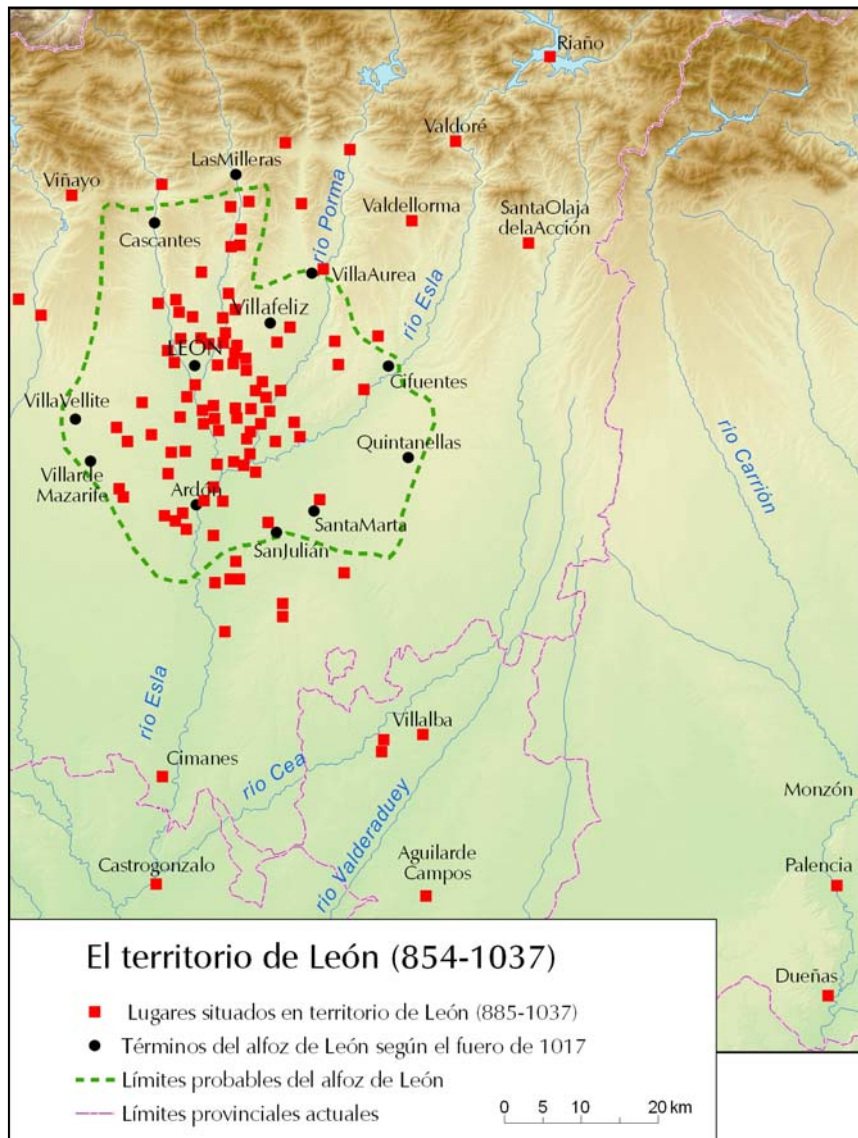 Riaño
Valdoré
LasMilleras
Viñayo
río Porma
Valdellorma
SantaOlaja
delaAcción
Cascantes
VillaAurea
río Esla
Villafeliz
LEÓN
Cifuentes
VillaVellite
Quintanellas
río Carrión
Villarde
Mazarife
Ardón
SantaMarta
SanJulián
río Esla
Villalba
Cimanes
río Cea
Monzón
río Valderaduey
Castrogonzalo
Aguilarde
Campos
Palencia
Dueñas
El territorio de León (854-1037)
Lugares situados en territorio de León (885-1037)
Términos del alfoz de León según el fuero de 1017
Límites probables del alfoz de León
Límites provinciales actuales
0 5 10 20 km